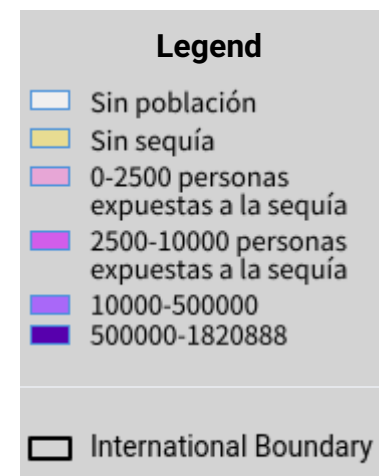 Legend
Sin población
Sin sequía
0-2500 personas
expuestas a la sequía
2500-10000 personas
expuestas a la sequía
10000-500000
500000-1820888
International Boundary